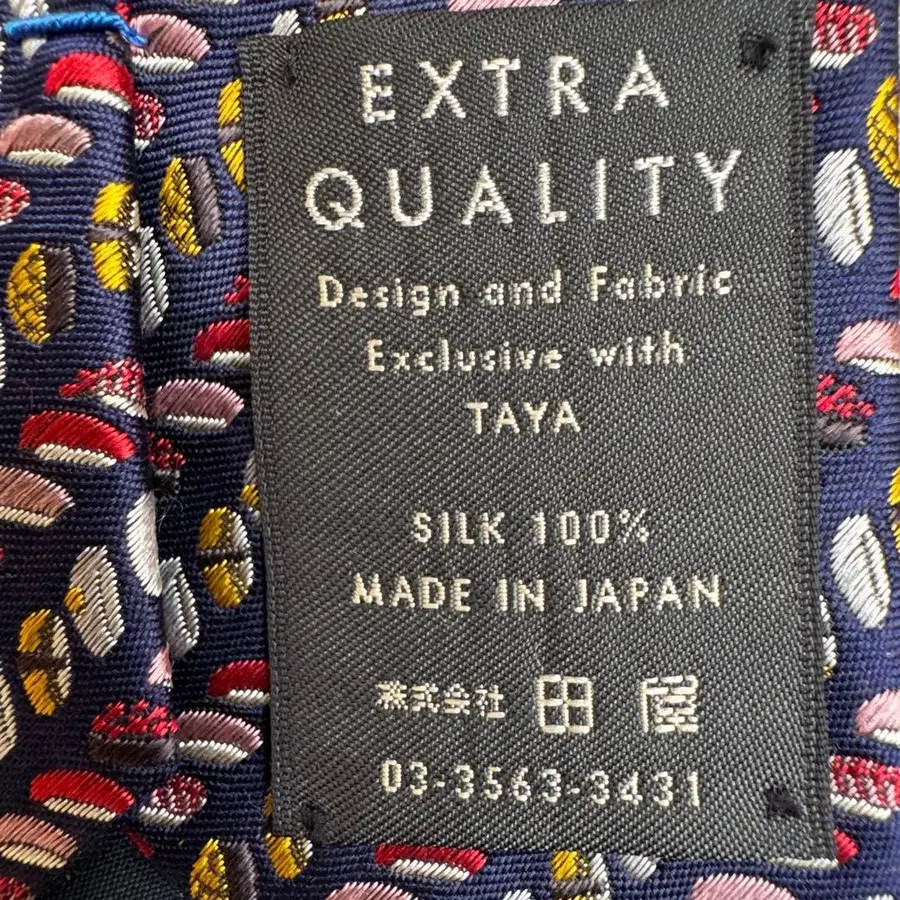 EXTRA
QUALITY
Design and Fabric
Exclusive with
TAYA
SILK 100%
MADE IN JAPAN
株式会社 田屋
03-3563-3431